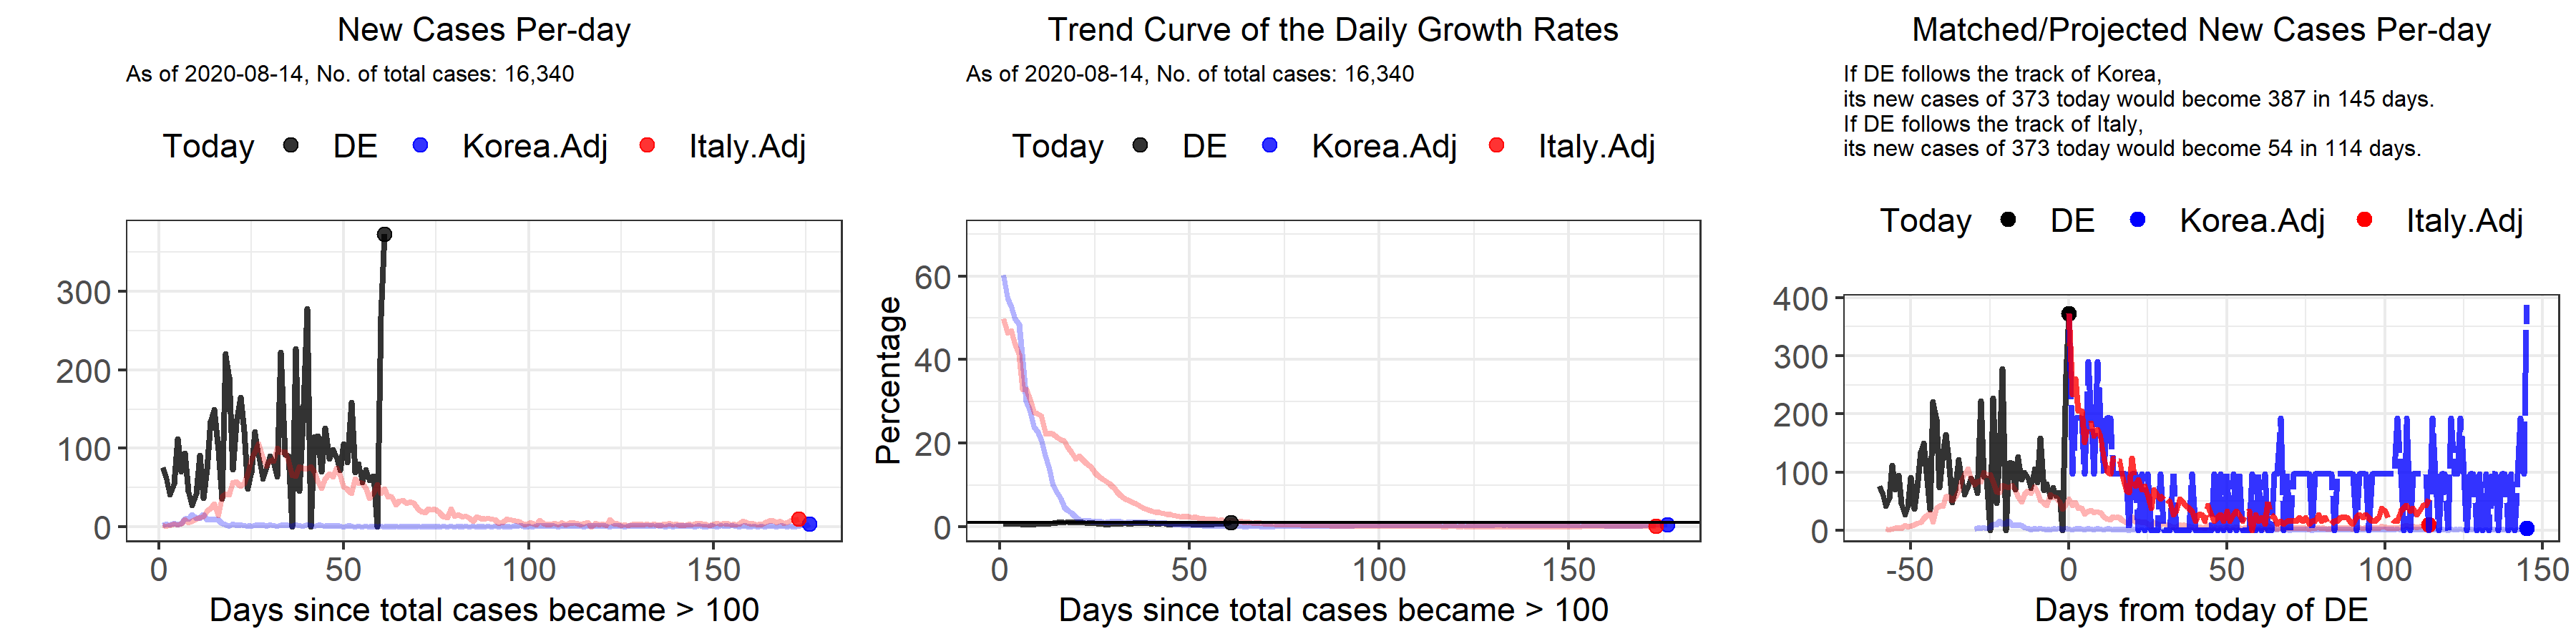 New Cases Per-day
As of 2020-08-14, No. of total cases: 16,340
Today DE Korea.Adj Italy.Adj
300
200
100
0
0 50 100 150
Days since total cases became > 100
Trend Curve of the Daily Growth Rates
As of 2020-08-14, No. of total cases: 16,340
Today DE Korea.Adj Italy.Adj
Percentage
60
40
20
0
0 50 100 150
Days since total cases became > 100
Matched/Projected New Cases Per-day
If DE follows the track of Korea,
its new cases of 373 today would become 387 in 145 days.
If DE follows the track of Italy,
its new cases of 373 today would become 54 in 114 days.
Today DE Korea.Adj Italy.Adj
400
300
200
100
0
-50 0 50 100 150
Days from today of DE